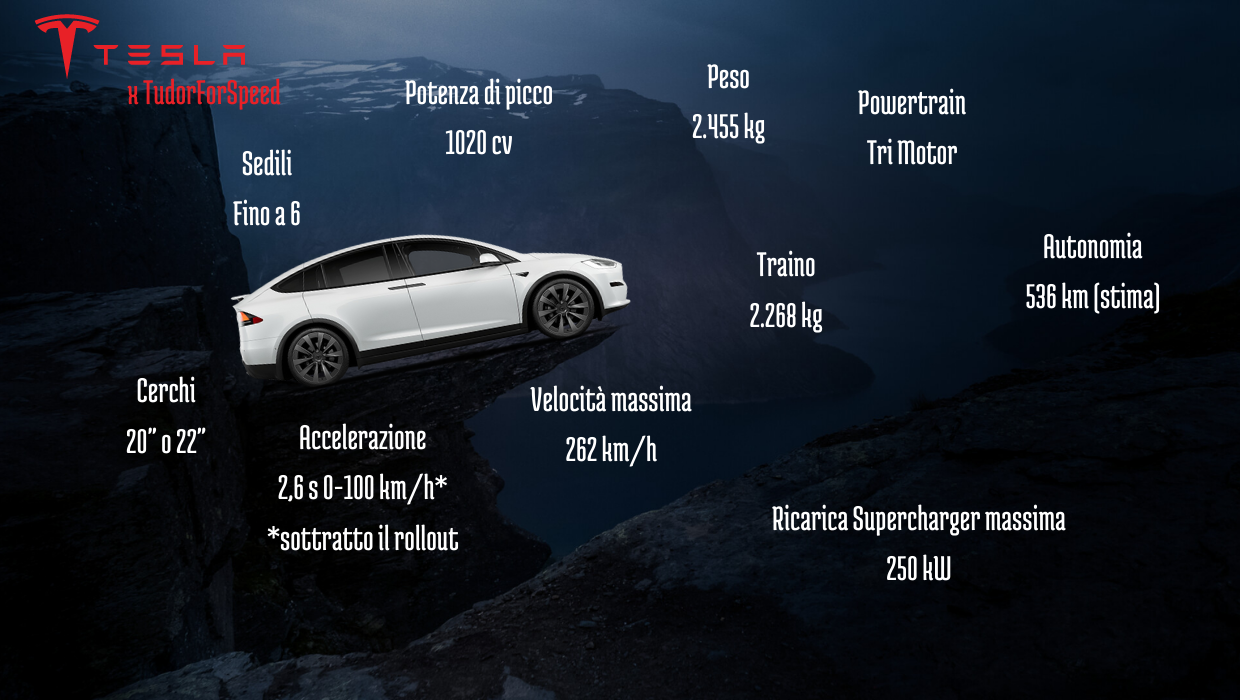 TESLA
x TudorForSpeed
Potenza di picco
1020 cv
Peso
2.455 kg
Powertrain
Tri Motor
Sedili
Fino a 6
Autonomia
536 km (stima)
Traino
2.268 kg
Cerchi
20” o 22”
Velocità massima
262 km/h
Accelerazione
2,6 s 0-100 km/h*
*sottratto il rollout
Ricarica Supercharger massima
250 kW